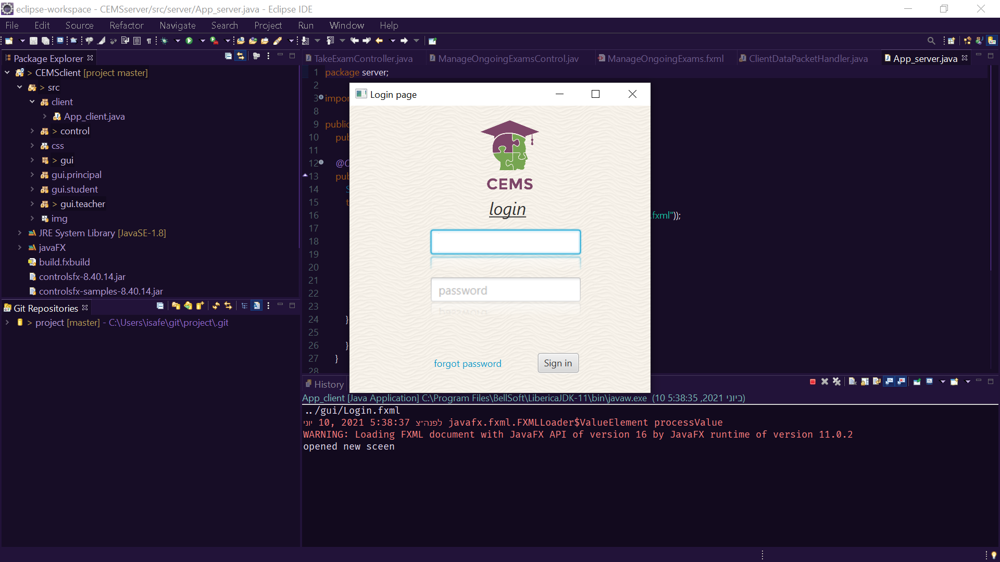 eclipse-workspace - CEMSserver/src/server/App_server.java - Eclipse IDE
File Edit Source Refactor Navigate Search Project Run Window Help
Package Explorer
> CEMSclient [project master]
> src
client
App_client.java
> control
css
> gui
gui.principal
gui.student
> gui.teacher
img
JRE System Library [JavaSE-1.8]
javaFX
build.fxbuild
controlsfx-8.40.14.jar
controlsfx-samples-8.40.14.jar
Git Repositories
> project [master] - C:\Users\isafe\git\project\.git
TakeExamController.java ManageOngoingExamsControl.jav ManageOngoingExams.fxml ClientDataPacketHandler.java App_server.java
1 package server;
2
3 impor
8
9 public
10 pub
11
12 @O
13 pub
14 S
15 t
16 .fxml"));
17
18
19
20
21
22
23
24 }
25
26 }
27 }
28
Login page
CEMS
login
password
forgot password
Sign in
History
App_client [Java Application] C:\Program Files\BellSoft\LibericaJDK-11\bin\javaw.exe (10 ביוני 2021, 5:38:35)
../gui/Login.fxml
יוני 10, 2021 5:38:37 לפנה״צ javafx.fxml.FXMLLoader$ValueElement processValue
WARNING: Loading FXML document with JavaFX API of version 16 by JavaFX runtime of version 11.0.2
opened new sceen